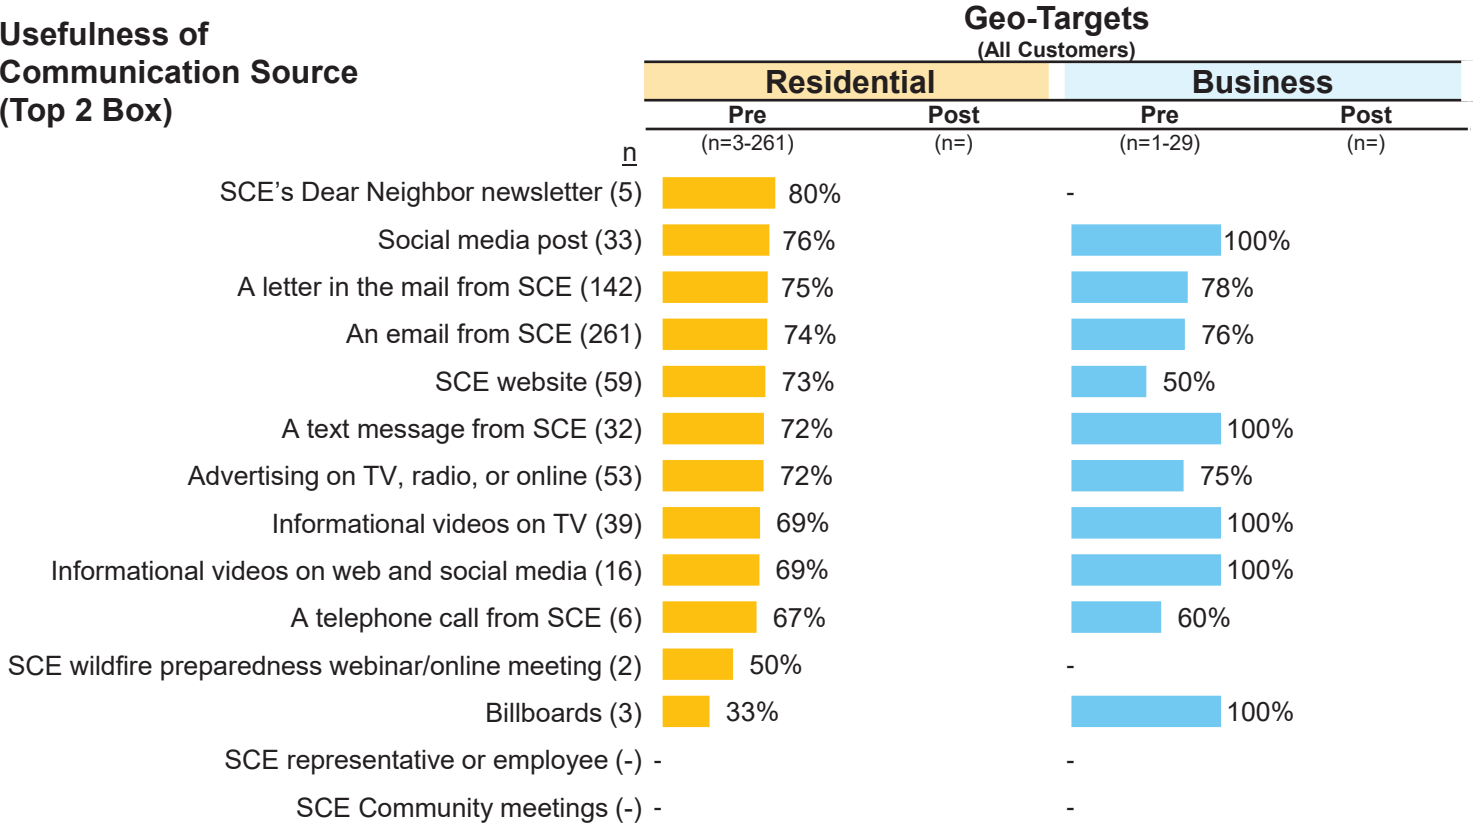 Usefulness of
Communication Source
(Top 2 Box)
Geo-Targets
(All Customers)
Residential Business
Pre Post Pre Post
n (n=3-261) (n=) (n=1-29) (n=)
SCE’s Dear Neighbor newsletter (5) 80% -
Social media post (33) 76% 100%
A letter in the mail from SCE (142) 75% 78%
An email from SCE (261) 74% 76%
SCE website (59) 73% 50%
A text message from SCE (32) 72% 100%
Advertising on TV, radio, or online (53) 72% 75%
Informational videos on TV (39) 69% 100%
Informational videos on web and social media (16) 69% 100%
A telephone call from SCE (6) 67% 60%
SCE wildfire preparedness webinar/online meeting (2) 50% -
Billboards (3) 33% 100%
SCE representative or employee (-) - -
SCE Community meetings (-) - -